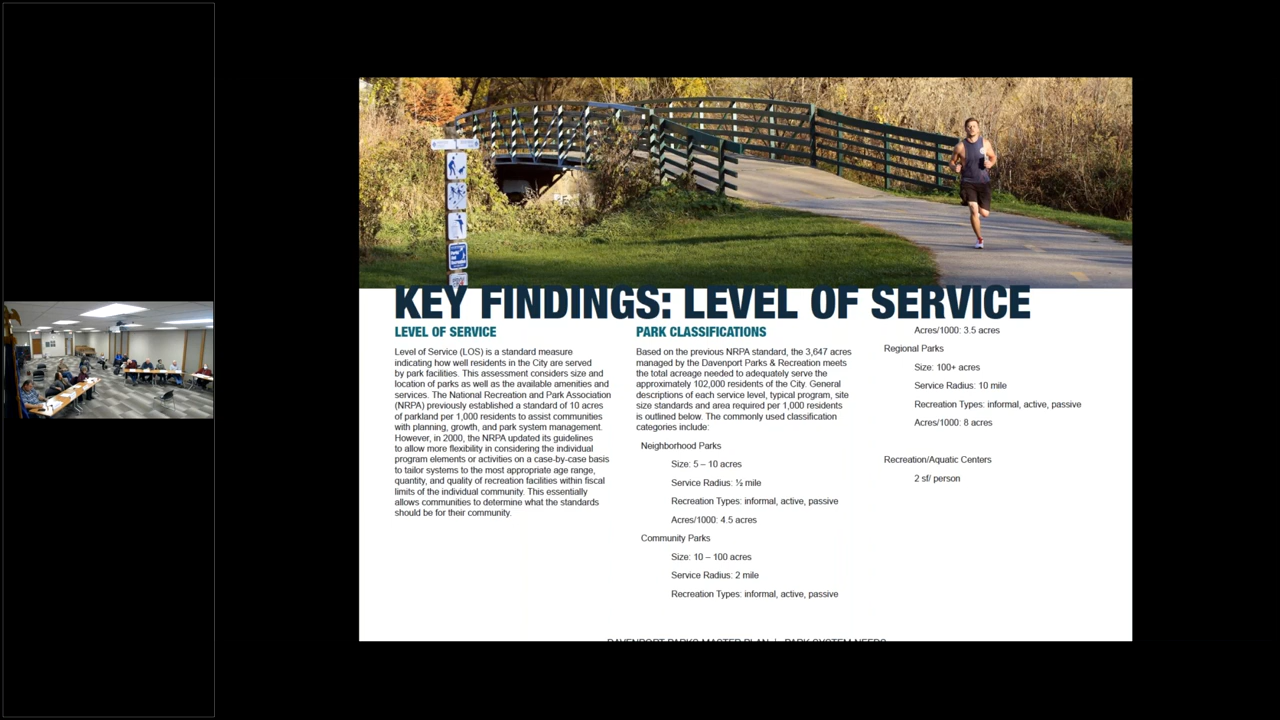 KEY FINDINGS: LEVEL OF SERVICE
LEVEL OF SERVICE
Level of Service (LOS) is a standard measure
indicating how well residents in the City are served
by park facilities. This assessment considers size and
location of parks as well as the available amenities and
services. The National Recreation and Park Association
(NRPA) previously established a standard of 10 acres
of parkland per 1,000 residents to assist communities
with planning, growth, and park system management.
However, in 2000, the NRPA updated its guidelines
to allow more flexibility in considering the individual
program elements or activities on a case-by-case basis
to tailor systems to the most appropriate age range,
quantity, and quality of recreation facilities within fiscal
limits of the individual community. This essentially
allows communities to determine what the standards
should be for their community.
PARK CLASSIFICATIONS
Based on the previous NRPA standard, the 3,647 acres
managed by the Davenport Parks & Recreation meets
the total acreage needed to adequately serve the
approximately 102,000 residents of the City. General
descriptions of each service level, typical program, site
size standards and area required per 1,000 residents
is outlined below. The commonly used classification
categories include:
Neighborhood Parks
Size: 5 – 10 acres
Service Radius: ½ mile
Recreation Types: informal, active, passive
Acres/1000: 4.5 acres
Community Parks
Size: 10 – 100 acres
Service Radius: 2 mile
Recreation Types: informal, active, passive
Acres/1000: 3.5 acres
Regional Parks
Size: 100+ acres
Service Radius: 10 mile
Recreation Types: informal, active, passive
Acres/1000: 8 acres
Recreation/Aquatic Centers
2 sf/ person
DAVENPORT PARKS MASTER PLAN | PARK SYSTEM NEEDS